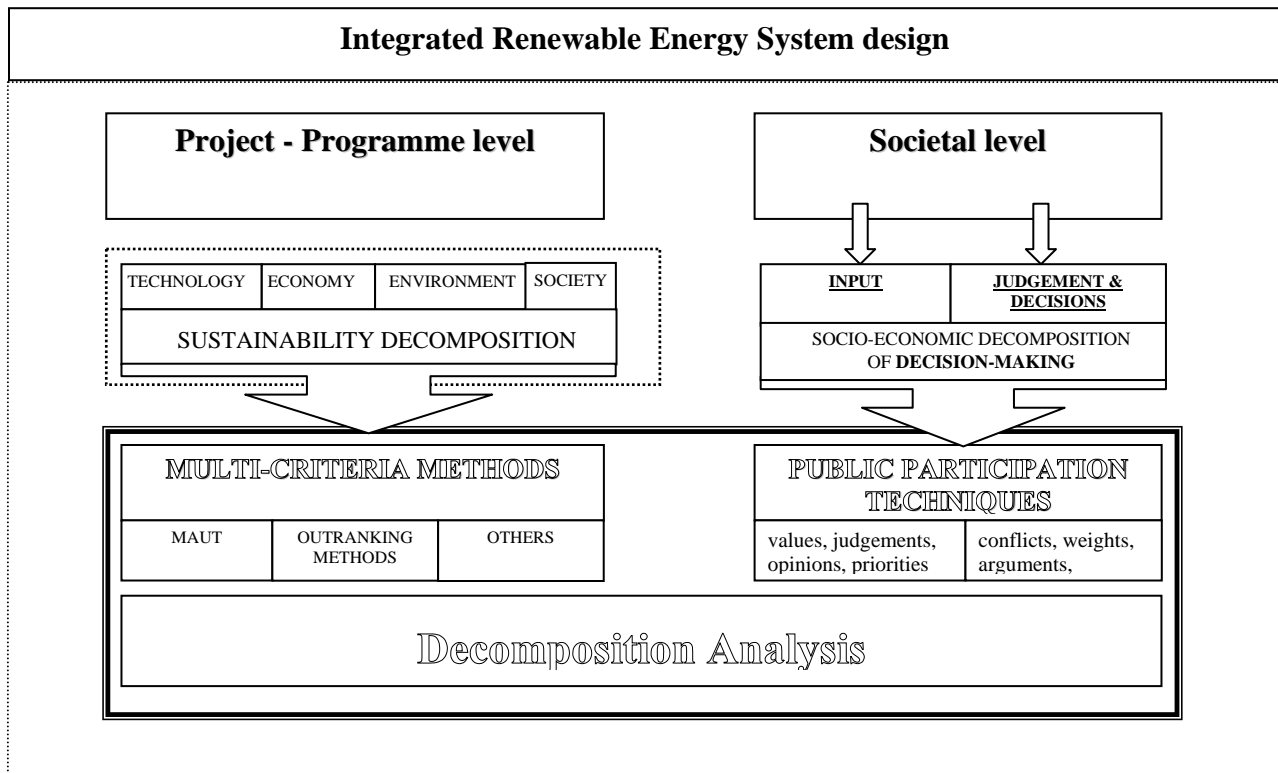 Integrated Renewable Energy System design
Project - Programme level
Societal level
TECHNOLOGY
ECONOMY
ENVIRONMENT
SOCIETY
SUSTAINABILITY DECOMPOSITION
INPUT
JUDGEMENT &
DECISIONS
SOCIO-ECONOMIC DECOMPOSITION
OF DECISION-MAKING
MULTI-CRITERIA METHODS
MAUT
OUTRANKING
METHODS
OTHERS
PUBLIC PARTICIPATION
TECHNIQUES
values, judgements,
opinions, priorities
conflicts, weights,
arguments,
Decomposition Analysis